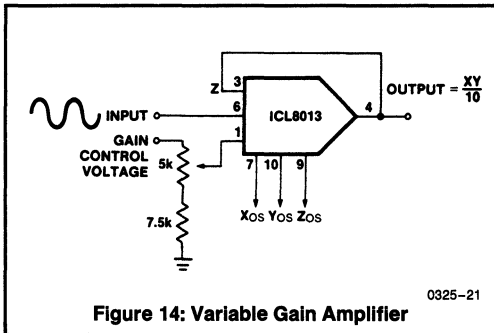 Z
3
6
1
ICL8013
4
OUTPUT = XY/10
INPUT
GAIN
CONTROL
VOLTAGE
5k
7.5k
7 10 9
XOS YOS ZOS
0325–21
Figure 14: Variable Gain Amplifier